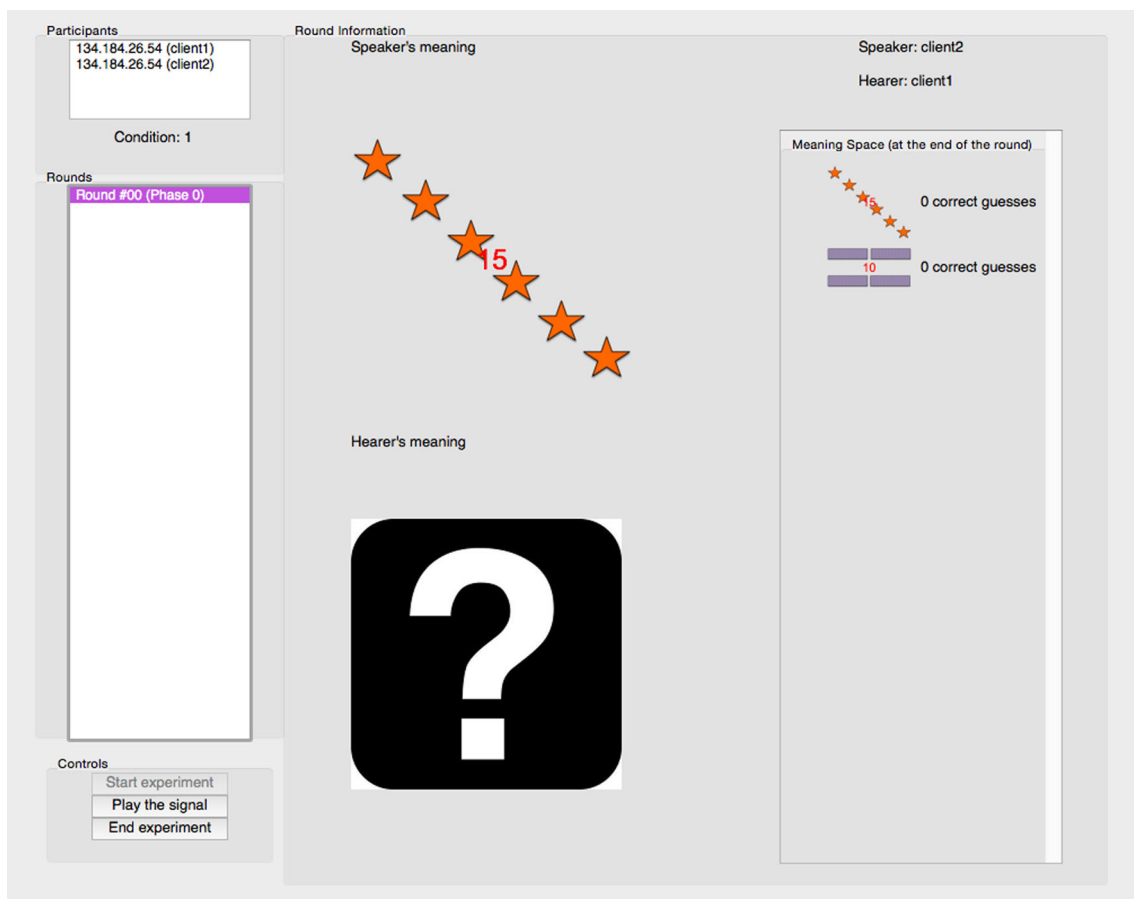 Participants
134.184.26.54 (client1)
134.184.26.54 (client2)
Condition: 1
Rounds
Round #00 (Phase 0)
Controls
Start experiment
Play the signal
End experiment
Round Information
Speaker's meaning
15
Hearer's meaning
?
Speaker: client2
Hearer: client1
Meaning Space (at the end of the round)
15
0 correct guesses
10
0 correct guesses